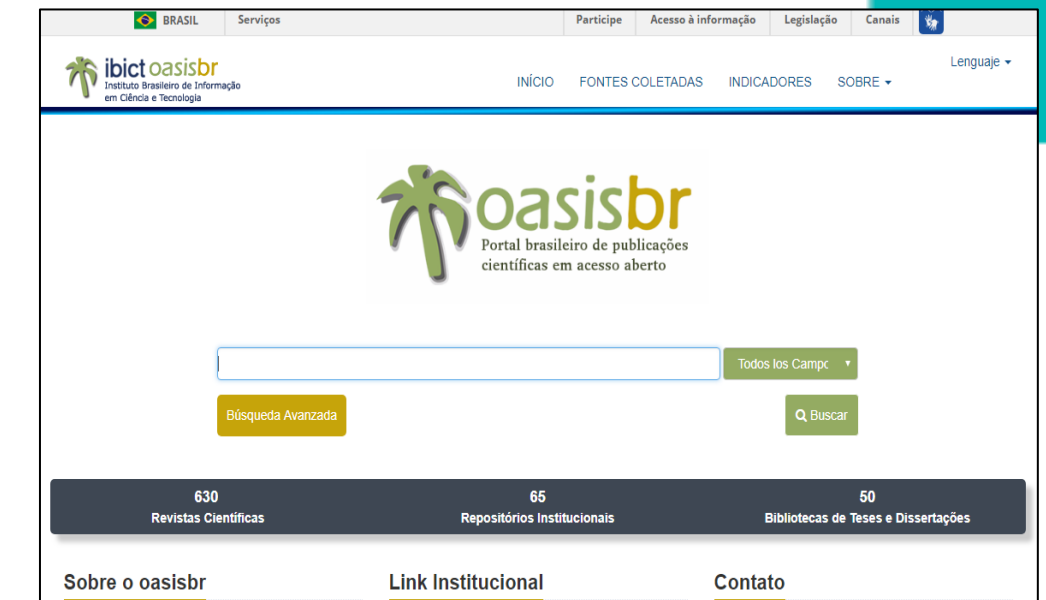 BRASIL Serviços Participe Acesso à informação Legislação Canais
Lenguaje
ibict oasisbr
Instituto Brasileiro de Informação
em Ciência e Tecnologia
INÍCIO FONTES COLETADAS INDICADORES SOBRE
oasisbr
Portal brasileiro de publicações
científicas em acesso aberto
Todos los Campc
Búsqueda Avanzada Buscar
630 65 50
Revistas Científicas Repositórios Institucionais Bibliotecas de Teses e Dissertações
Sobre o oasisbr Link Institucional Contato